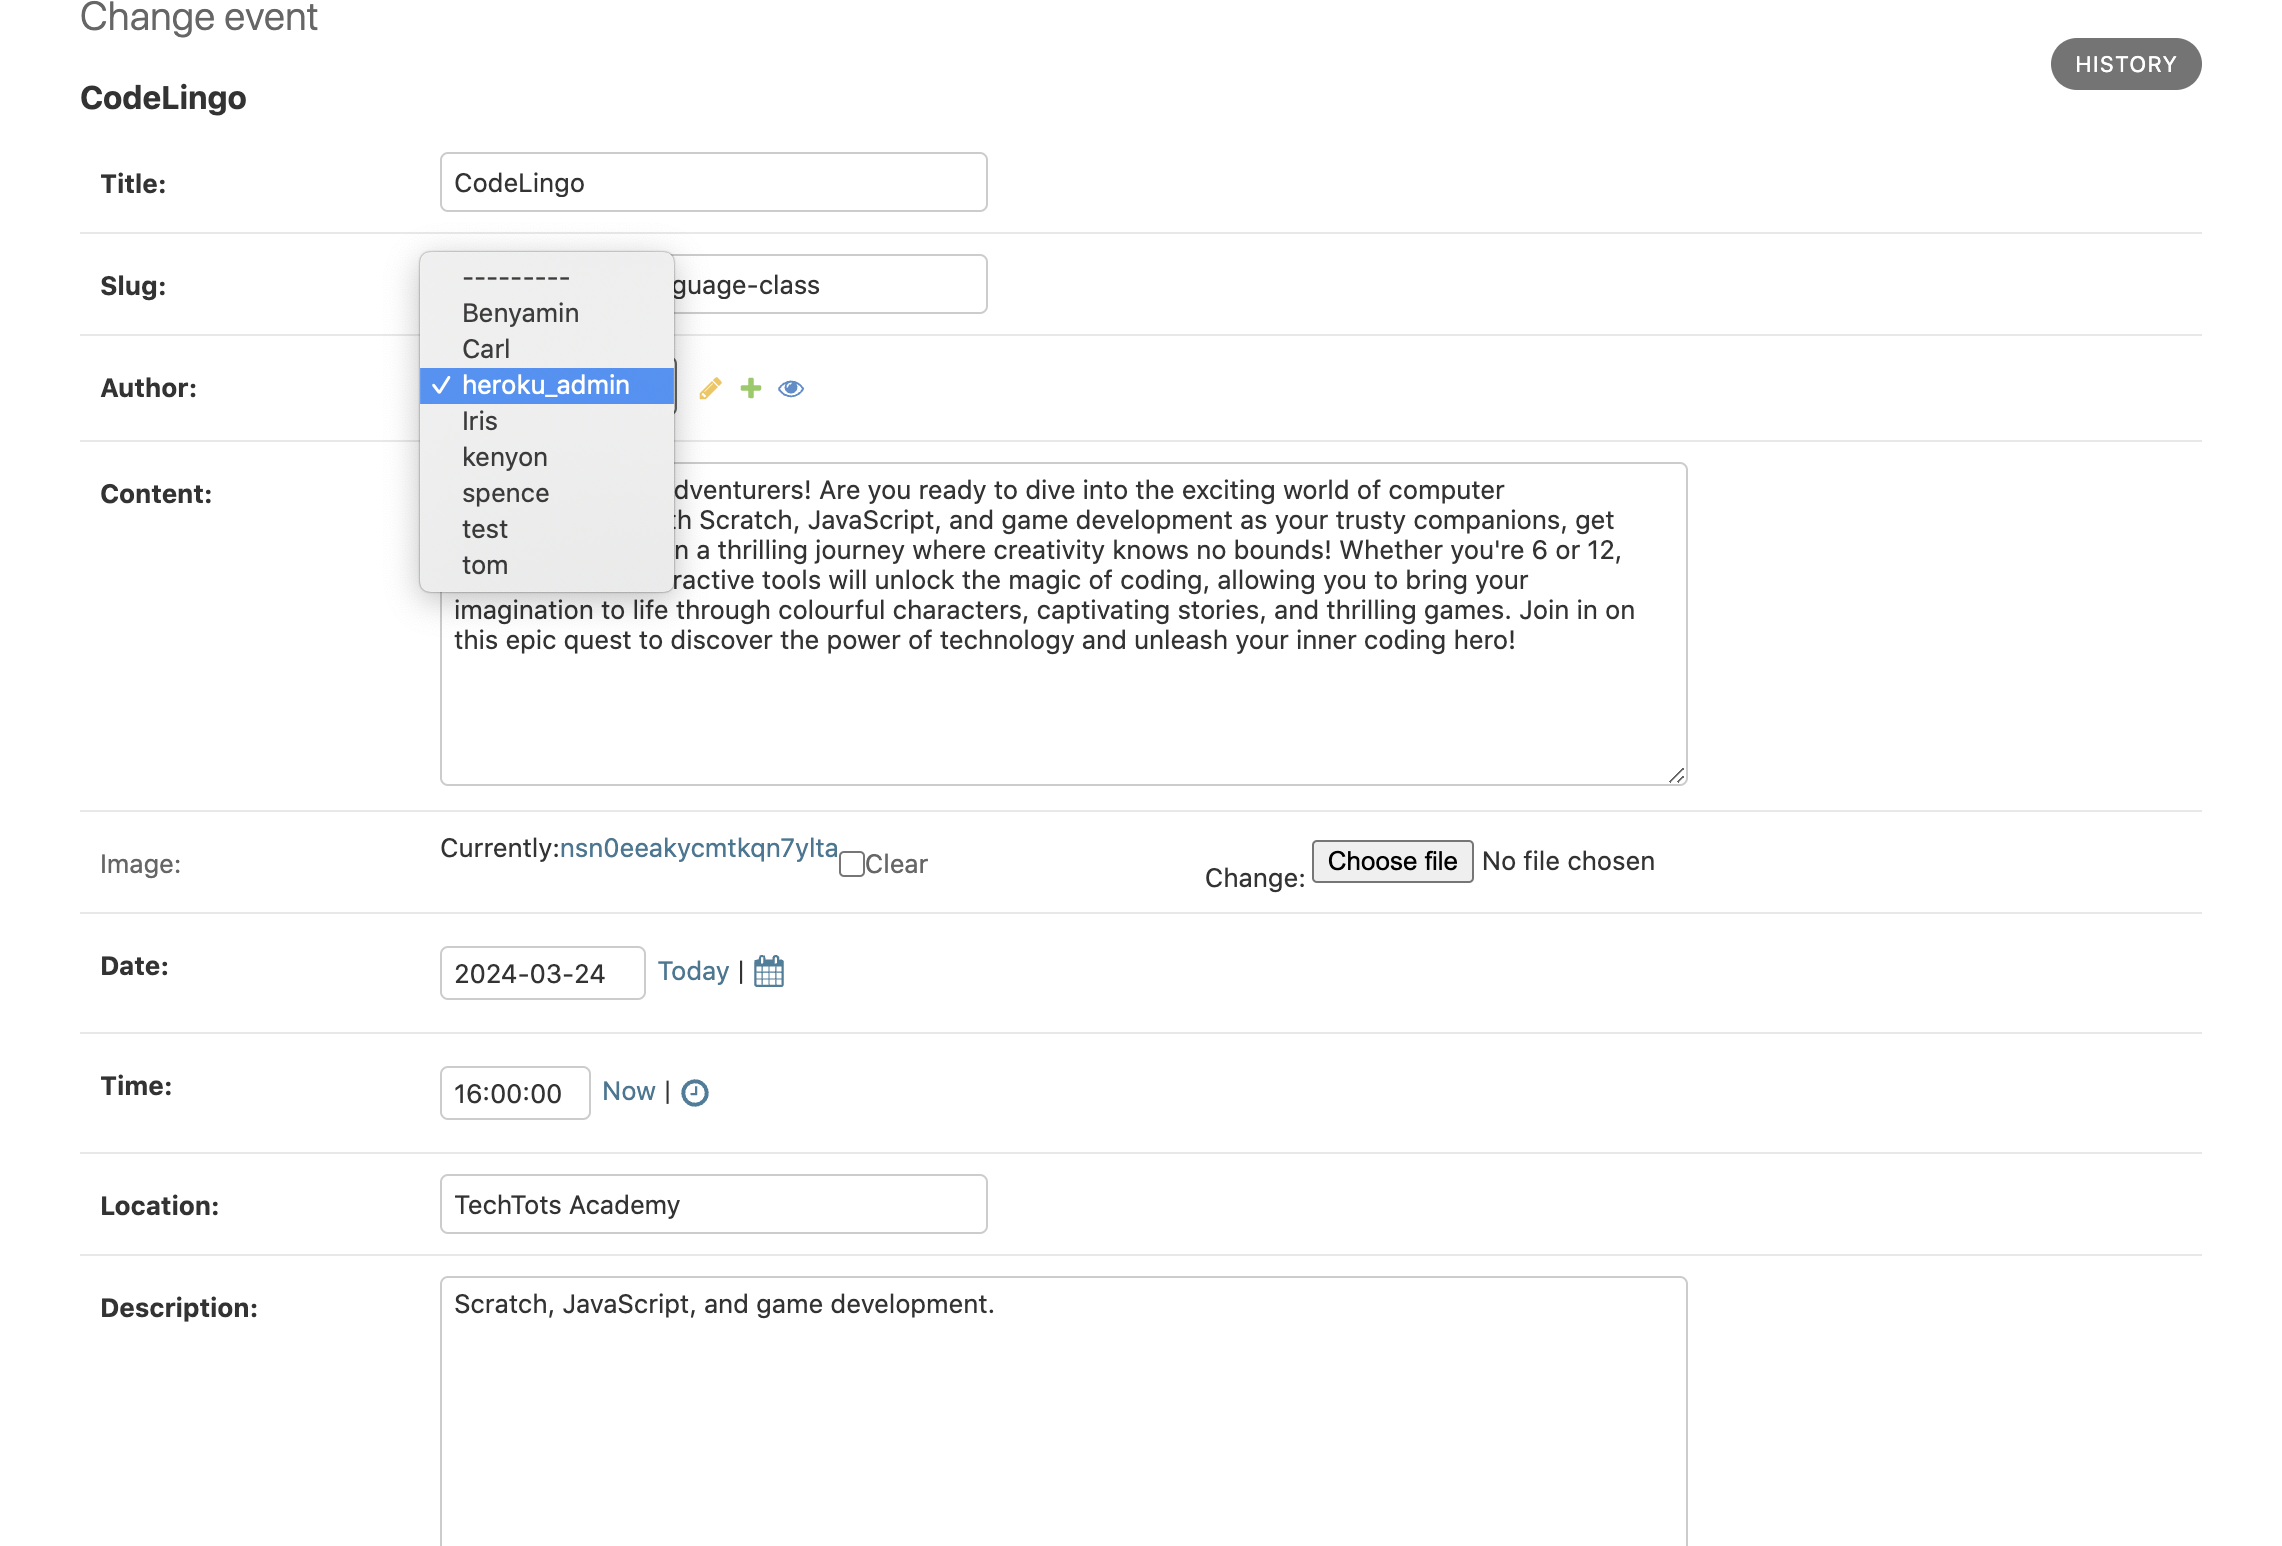 Change event
HISTORY
CodeLingo
Title:
CodeLingo
Slug:
guage-class
Author:
---------
Benyamin
Carl
✓ heroku_admin
Iris
kenyon
spence
test
tom
Content:
dventurers! Are you ready to dive into the exciting world of computer
h Scratch, JavaScript, and game development as your trusty companions, get
n a thrilling journey where creativity knows no bounds! Whether you're 6 or 12,
ractive tools will unlock the magic of coding, allowing you to bring your
imagination to life through colourful characters, captivating stories, and thrilling games. Join in on
this epic quest to discover the power of technology and unleash your inner coding hero!
Image:
Currently:nsn0eeakycmtkqn7ylta Clear
Change: Choose file No file chosen
Date:
2024-03-24 Today |
Time:
16:00:00 Now |
Location:
TechTots Academy
Description:
Scratch, JavaScript, and game development.